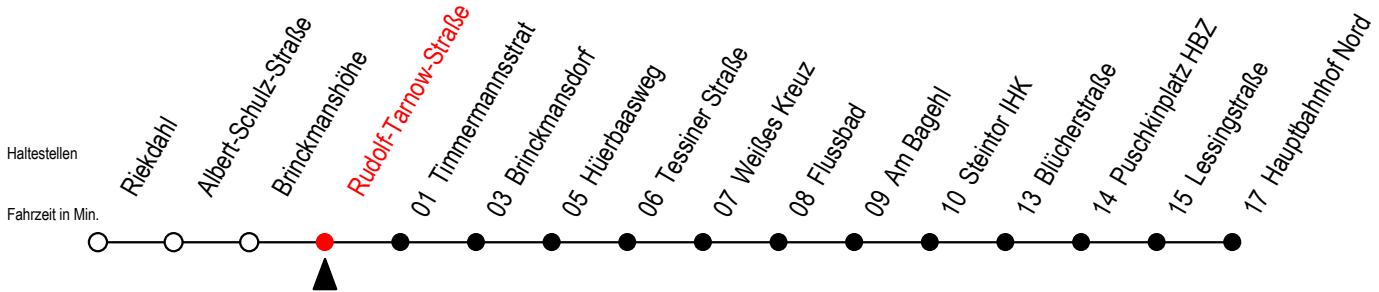 Haltestellen
Fahrzeit in Min.
Riekdahl
Albert-Schulz-Straße
Brinckmanshöhe
Rudolf-Tarnow-Straße
01 Timmermannsstrat
03 Brinckmansdorf
05 Hüerbaasweg
06 Tessiner Straße
07 Weißes Kreuz
08 Flussbad
09 Am Bagehl
10 Steintor IHK
13 Blücherstraße
14 Puschkinplatz HBZ
15 Lessingstraße
17 Hauptbahnhof Nord